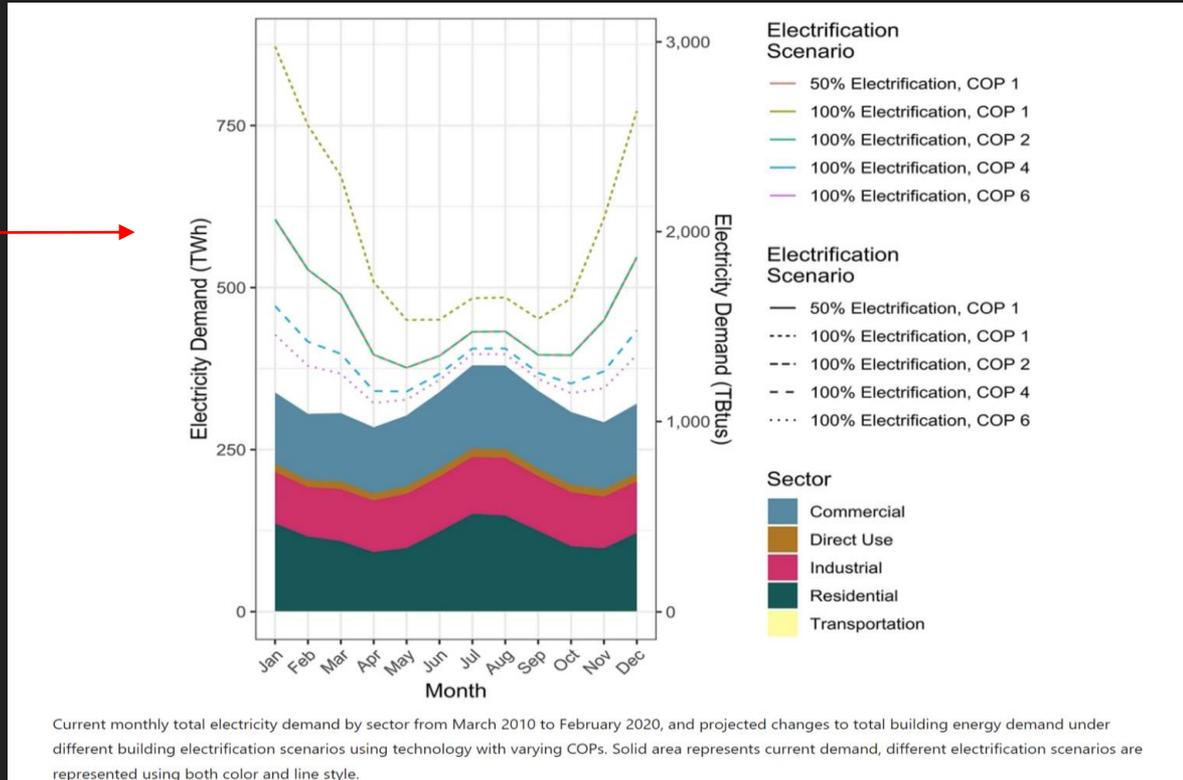 Electricity Demand (TWh)
750
500
250
0
3,000
2,000
1,000
0
Electricity Demand (TBtus)
Jan
Feb
Mar
Apr
May
Jun
Jul
Aug
Sep
Oct
Nov
Dec
Month
Electrification
Scenario
50% Electrification, COP 1
100% Electrification, COP 1
100% Electrification, COP 2
100% Electrification, COP 4
100% Electrification, COP 6
Electrification
Scenario
50% Electrification, COP 1
100% Electrification, COP 1
100% Electrification, COP 2
100% Electrification, COP 4
100% Electrification, COP 6
Sector
Commercial
Direct Use
Industrial
Residential
Transportation
Current monthly total electricity demand by sector from March 2010 to February 2020, and projected changes to total building energy demand under
different building electrification scenarios using technology with varying COPs. Solid area represents current demand, different electrification scenarios are
represented using both color and line style.